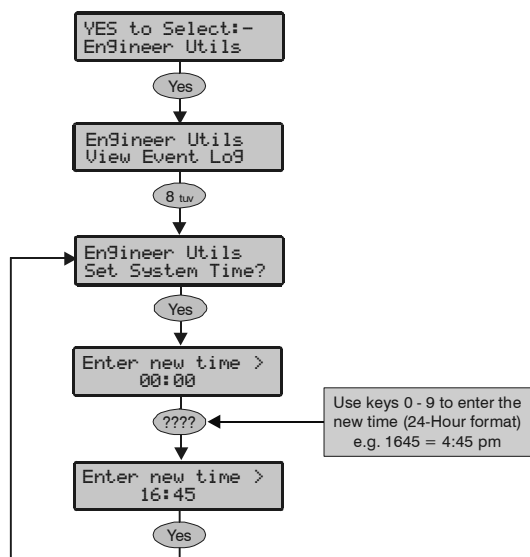 YES to Select:-
Engineer Utils
Yes
Engineer Utils
View Event Log
8 tuv
Engineer Utils
Set System Time?
Yes
Enter new time >
00:00
????
Use keys 0 - 9 to enter the
new time (24-Hour format)
e.g. 1645 = 4:45 pm
Enter new time >
16:45
Yes